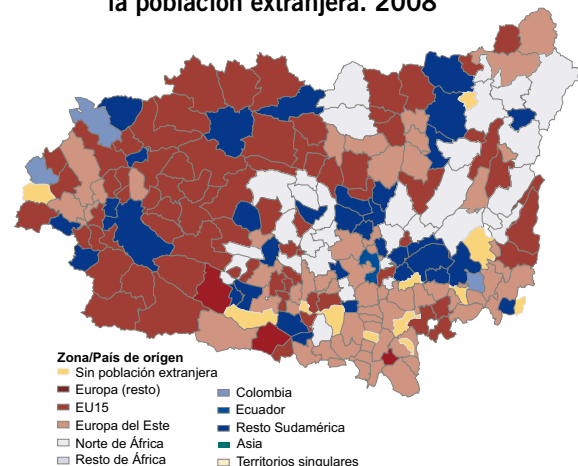 la población extranjera. 2008
Zona/País de orígen
Sin población extranjera
Europa (resto)
EU15
Europa del Este
Norte de África
Resto de África
Colombia
Ecuador
Resto Sudamérica
Asia
Territorios singulares